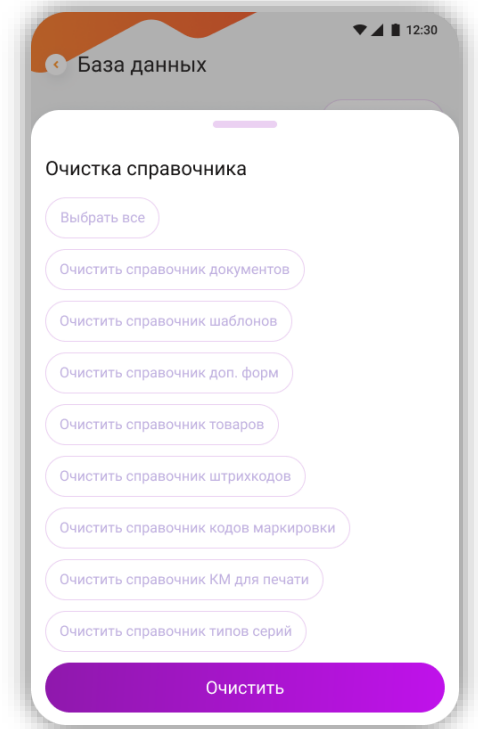 12:30
База данных
Очистка справочника
Выбрать все
Очистить справочник документов
Очистить справочник шаблонов
Очистить справочник доп. форм
Очистить справочник товаров
Очистить справочник штрихкодов
Очистить справочник кодов маркировки
Очистить справочник КМ для печати
Очистить справочник типов серий
Очистить